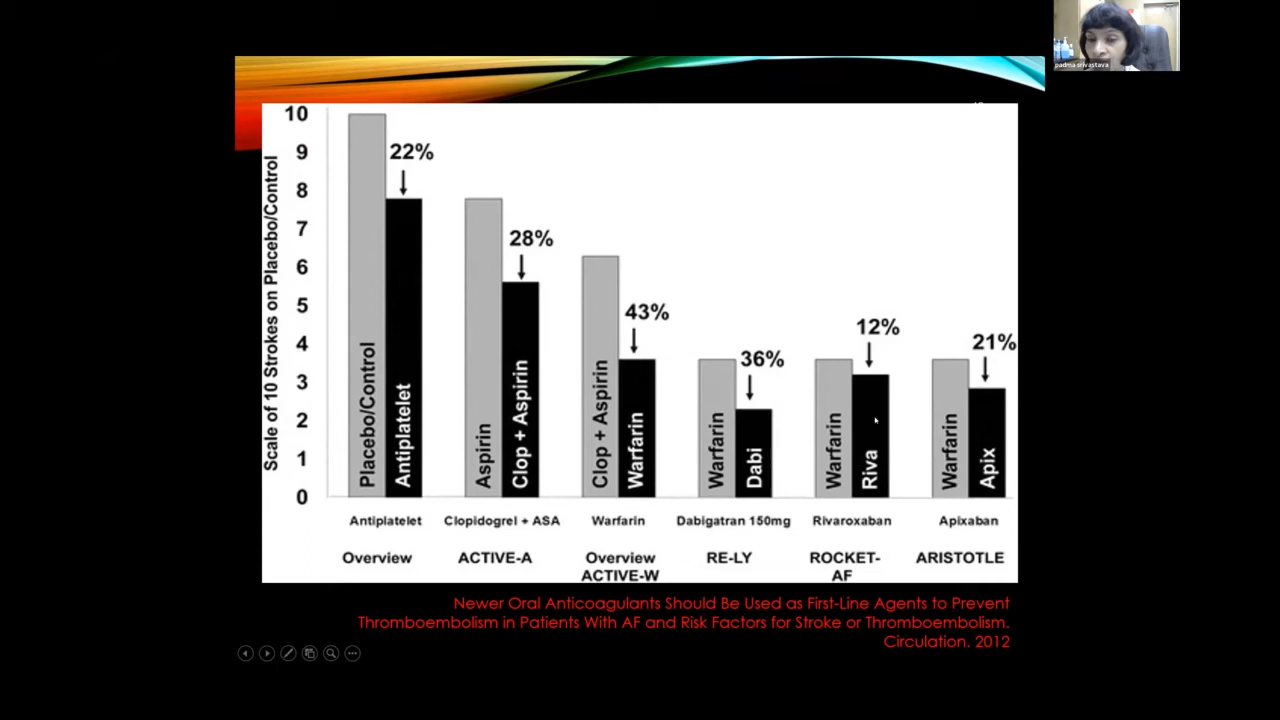 padma srivastava
Scale of 10 Strokes on Placebo/Control
10
9
8
7
6
5
4
3
2
1
0
22%
28%
43%
36%
12%
21%
Placebo/Control
Antiplatelet
Aspirin
Clop + Aspirin
Clop + Aspirin
Warfarin
Warfarin
Dabi
Warfarin
Riva
Warfarin
Apix
Antiplatelet
Clopidogrel + ASA
Warfarin
Dabigatran 150mg
Rivaroxaban
Apixaban
Overview
ACTIVE-A
Overview
ACTIVE-W
RE-LY
ROCKET-
AF
ARISTOTLE
Newer Oral Anticoagulants Should Be Used as First-Line Agents to Prevent
Thromboembolism in Patients With AF and Risk Factors for Stroke or Thromboembolism.
Circulation. 2012